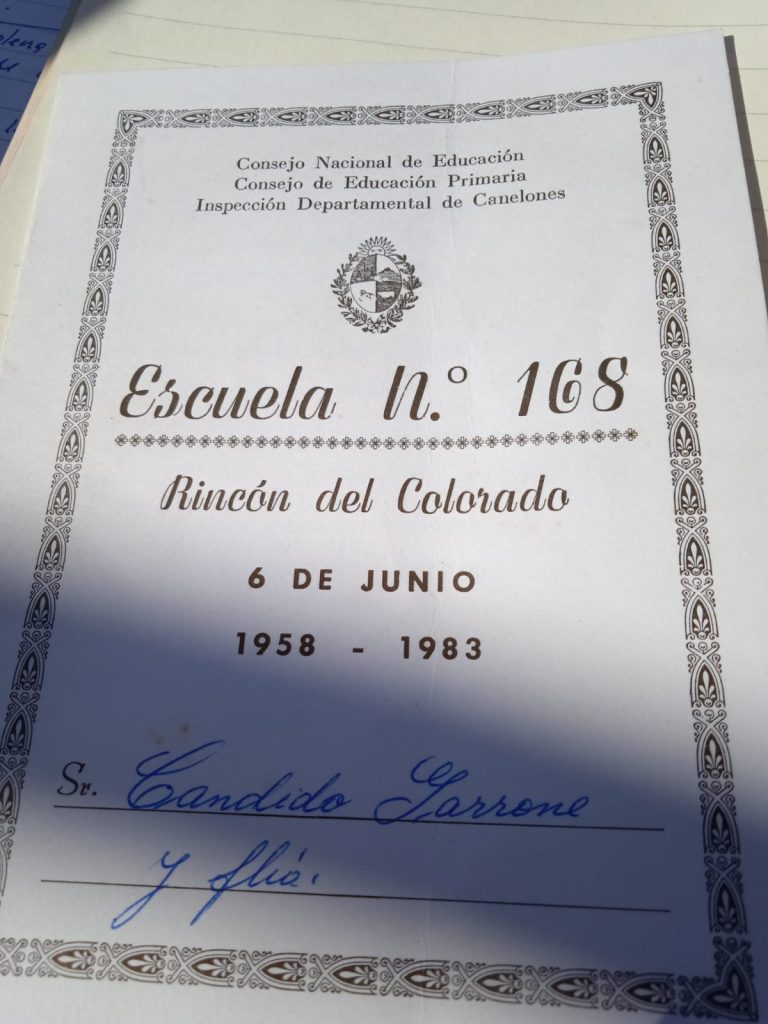 Consejo Nacional de Educación
Consejo de Educación Primaria
Inspección Departamental de Canelones
Escuela N.º 168
Rincón del Colorado
6 DE JUNIO
1958 - 1983
Sr. Candido Garrone
y flia.